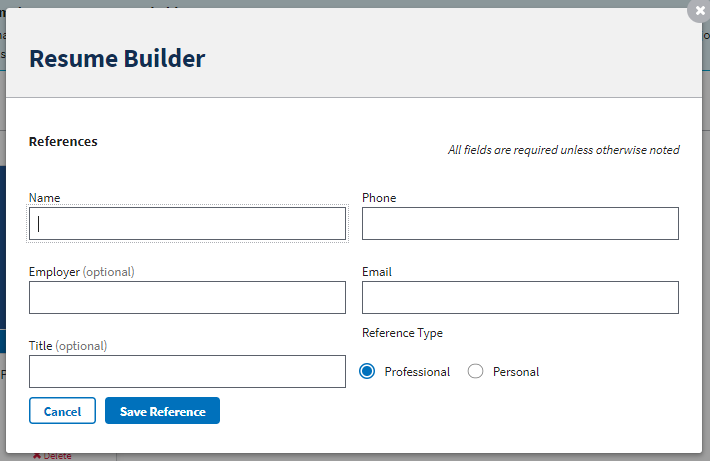 Resume Builder
References
All fields are required unless otherwise noted
Name
Phone
Employer (optional)
Email
Reference Type
Title (optional)
Professional
Personal
Cancel
Save Reference
Delete